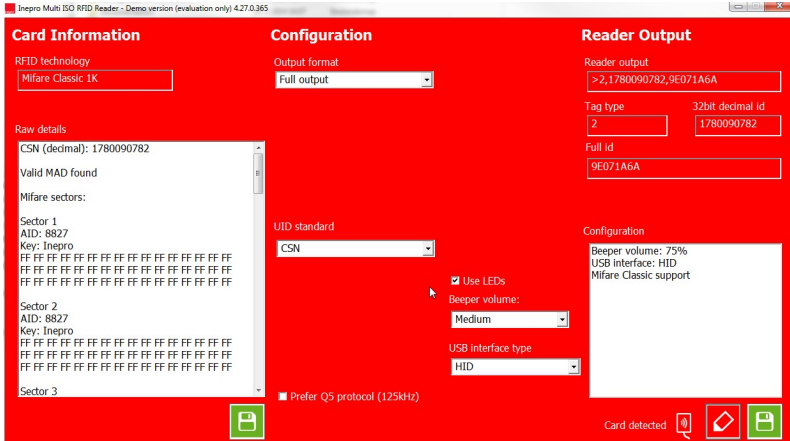 Inepro Multi ISO RFID Reader - Demo version (evaluation only) 4.27.0.365
Card Information
RFID technology
Mifare Classic 1K
Raw details
CSN (decimal): 1780090782
Valid MAD found
Mifare sectors:
Sector 1
AID: 8827
Key: Inepro
FF FF FF FF FF FF FF FF FF FF FF FF FF FF FF FF
FF FF FF FF FF FF FF FF FF FF FF FF FF FF FF FF
FF FF FF FF FF FF FF FF FF FF FF FF FF FF FF FF
Sector 2
AID: 8827
Key: Inepro
FF FF FF FF FF FF FF FF FF FF FF FF FF FF FF FF
FF FF FF FF FF FF FF FF FF FF FF FF FF FF FF FF
FF FF FF FF FF FF FF FF FF FF FF FF FF FF FF FF
Sector 3
Configuration
Output format
Full output
UID standard
CSN
Use LEDs
Beeper volume:
Medium
USB interface type
HID
Prefer Q5 protocol (125kHz)
Reader Output
Reader output
>2,1780090782,9E071A6A
Tag type
32bit decimal id
2
1780090782
Full id
9E071A6A
Configuration
Beeper volume: 75%
USB interface: HID
Mifare Classic support
Card detected